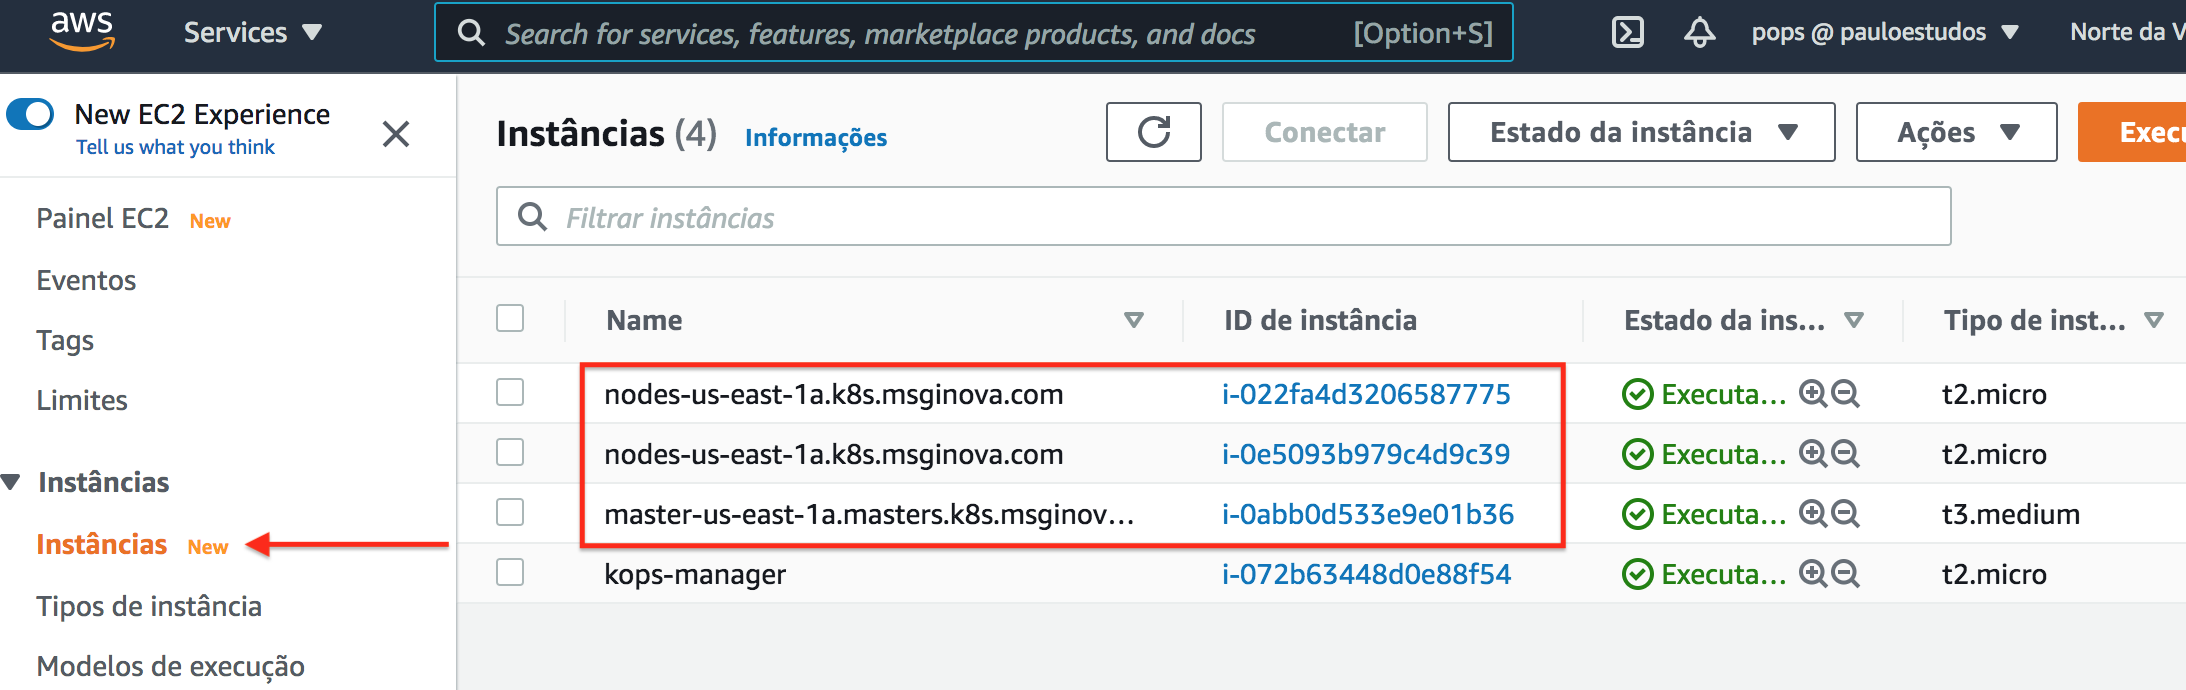 aws
Services
Search for services, features, marketplace products, and docs
[Option+S]
pops @ pauloestudos
Norte da V
New EC2 Experience
Tell us what you think
Painel EC2 New
Eventos
Tags
Limites
Instâncias
Instâncias New
Tipos de instância
Modelos de execução
Instâncias (4) Informações
Conectar
Estado da instância
Ações
Execu
Filtrar instâncias
Name ID de instância Estado da ins... Tipo de inst...
nodes-us-east-1a.k8s.msginova.com i-022fa4d3206587775 Executa... t2.micro
nodes-us-east-1a.k8s.msginova.com i-0e5093b979c4d9c39 Executa... t2.micro
master-us-east-1a.masters.k8s.msginov... i-0abb0d533e9e01b36 Executa... t3.medium
kops-manager i-072b63448d0e88f54 Executa... t2.micro